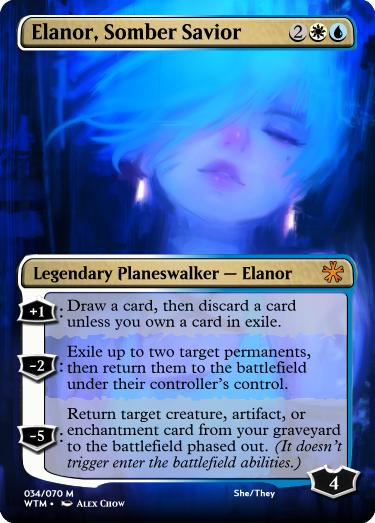 Elanor, Somber Savior 2
Legendary Planeswalker — Elanor
+1: Draw a card, then discard a card
unless you own a card in exile.
-2: Exile up to two target permanents,
then return them to the battlefield
under their controller's control.
-5: Return target creature, artifact, or
enchantment card from your graveyard
to the battlefield phased out. (It doesn't
trigger enter the battlefield abilities.)
4
034/070 M She/They
WTM • Alex Chow